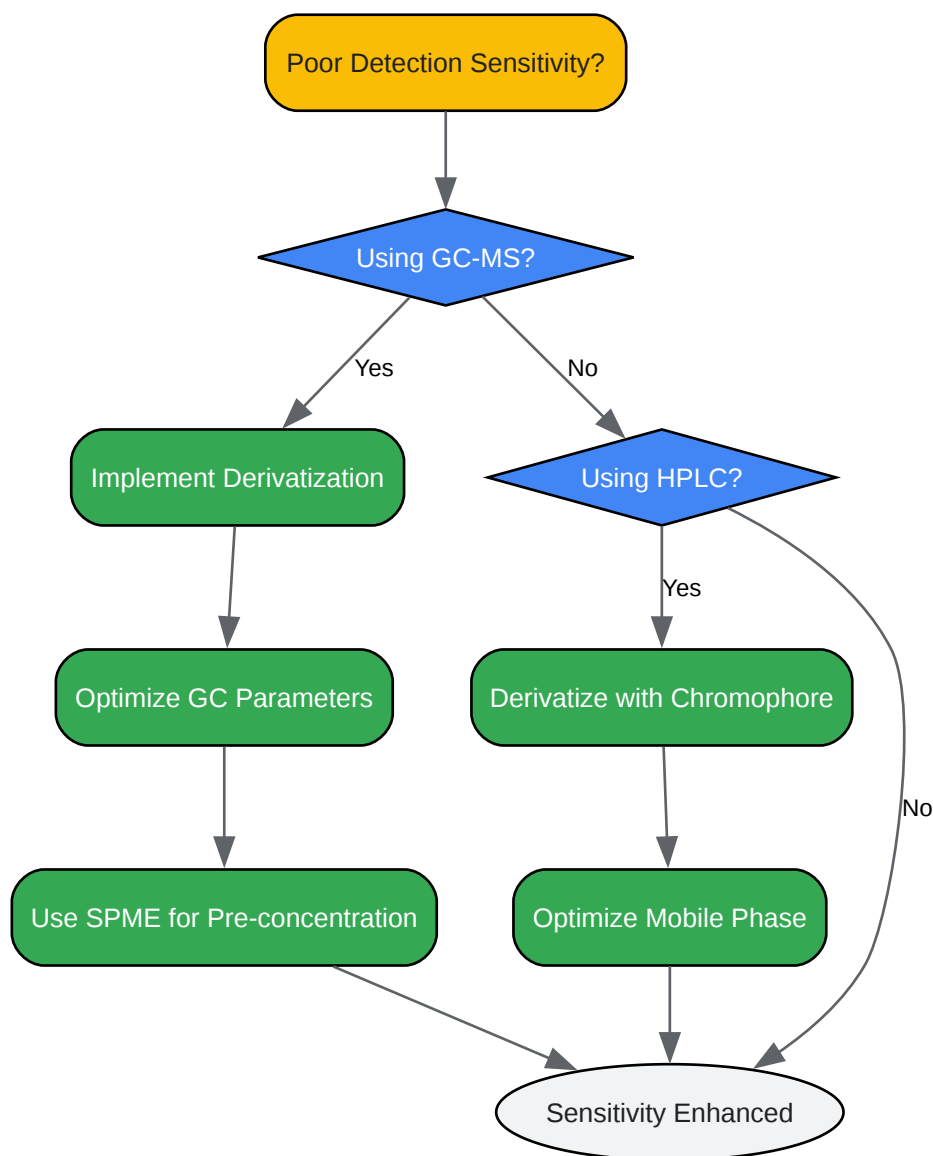 Poor Detection Sensitivity?
Using GC-MS?
Yes
No
Implement Derivatization
Using HPLC?
Yes
Optimize GC Parameters
Derivatize with Chromophore
No
Use SPME for Pre-concentration
Optimize Mobile Phase
Sensitivity Enhanced